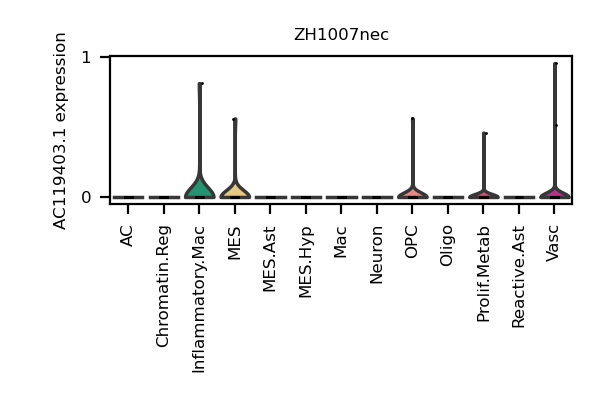 ZH1007nec
AC119403.1 expression
1
0
AC
Chromatin.Reg
Inflammatory.Mac
MES
MES.Ast
MES.Hyp
Mac
Neuron
OPC
Oligo
Prolif.Metab
Reactive.Ast
Vasc